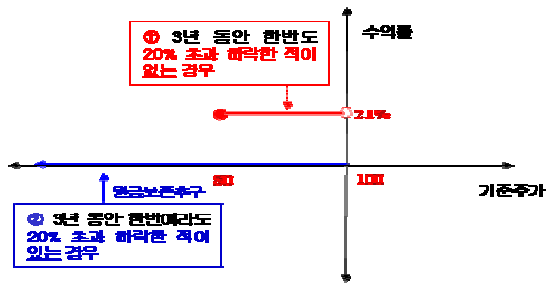 ① 3년 동안 한번도
20% 초과 하락한 적이
없는 경우
수익률
21%
80
100
기준주가
원금보존추구
② 3년 동안 한번이라도
20% 초과 하락한 적이
있는 경우